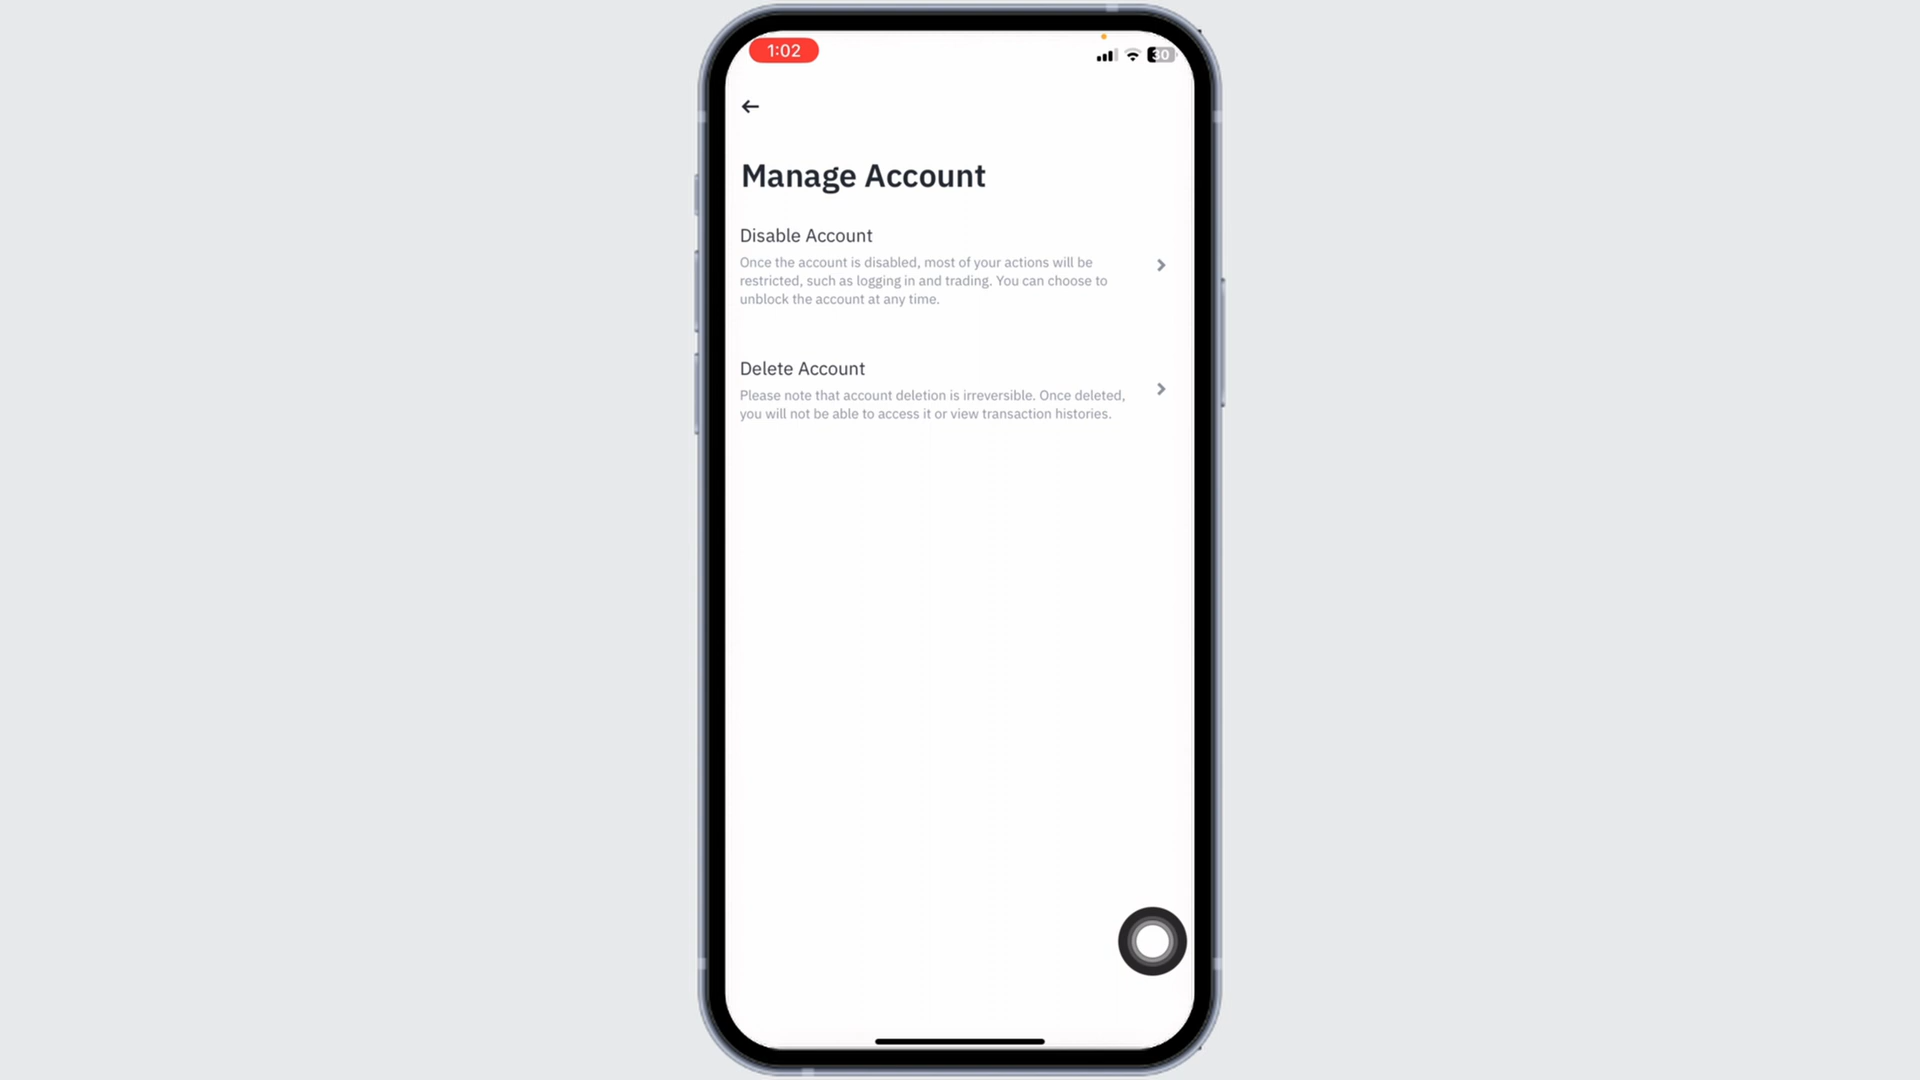 1:02
30
Manage Account
Disable Account
Once the account is disabled, most of your actions will be
restricted, such as logging in and trading. You can choose to
unblock the account at any time.
Delete Account
Please note that account deletion is irreversible. Once deleted,
you will not be able to access it or view transaction histories.